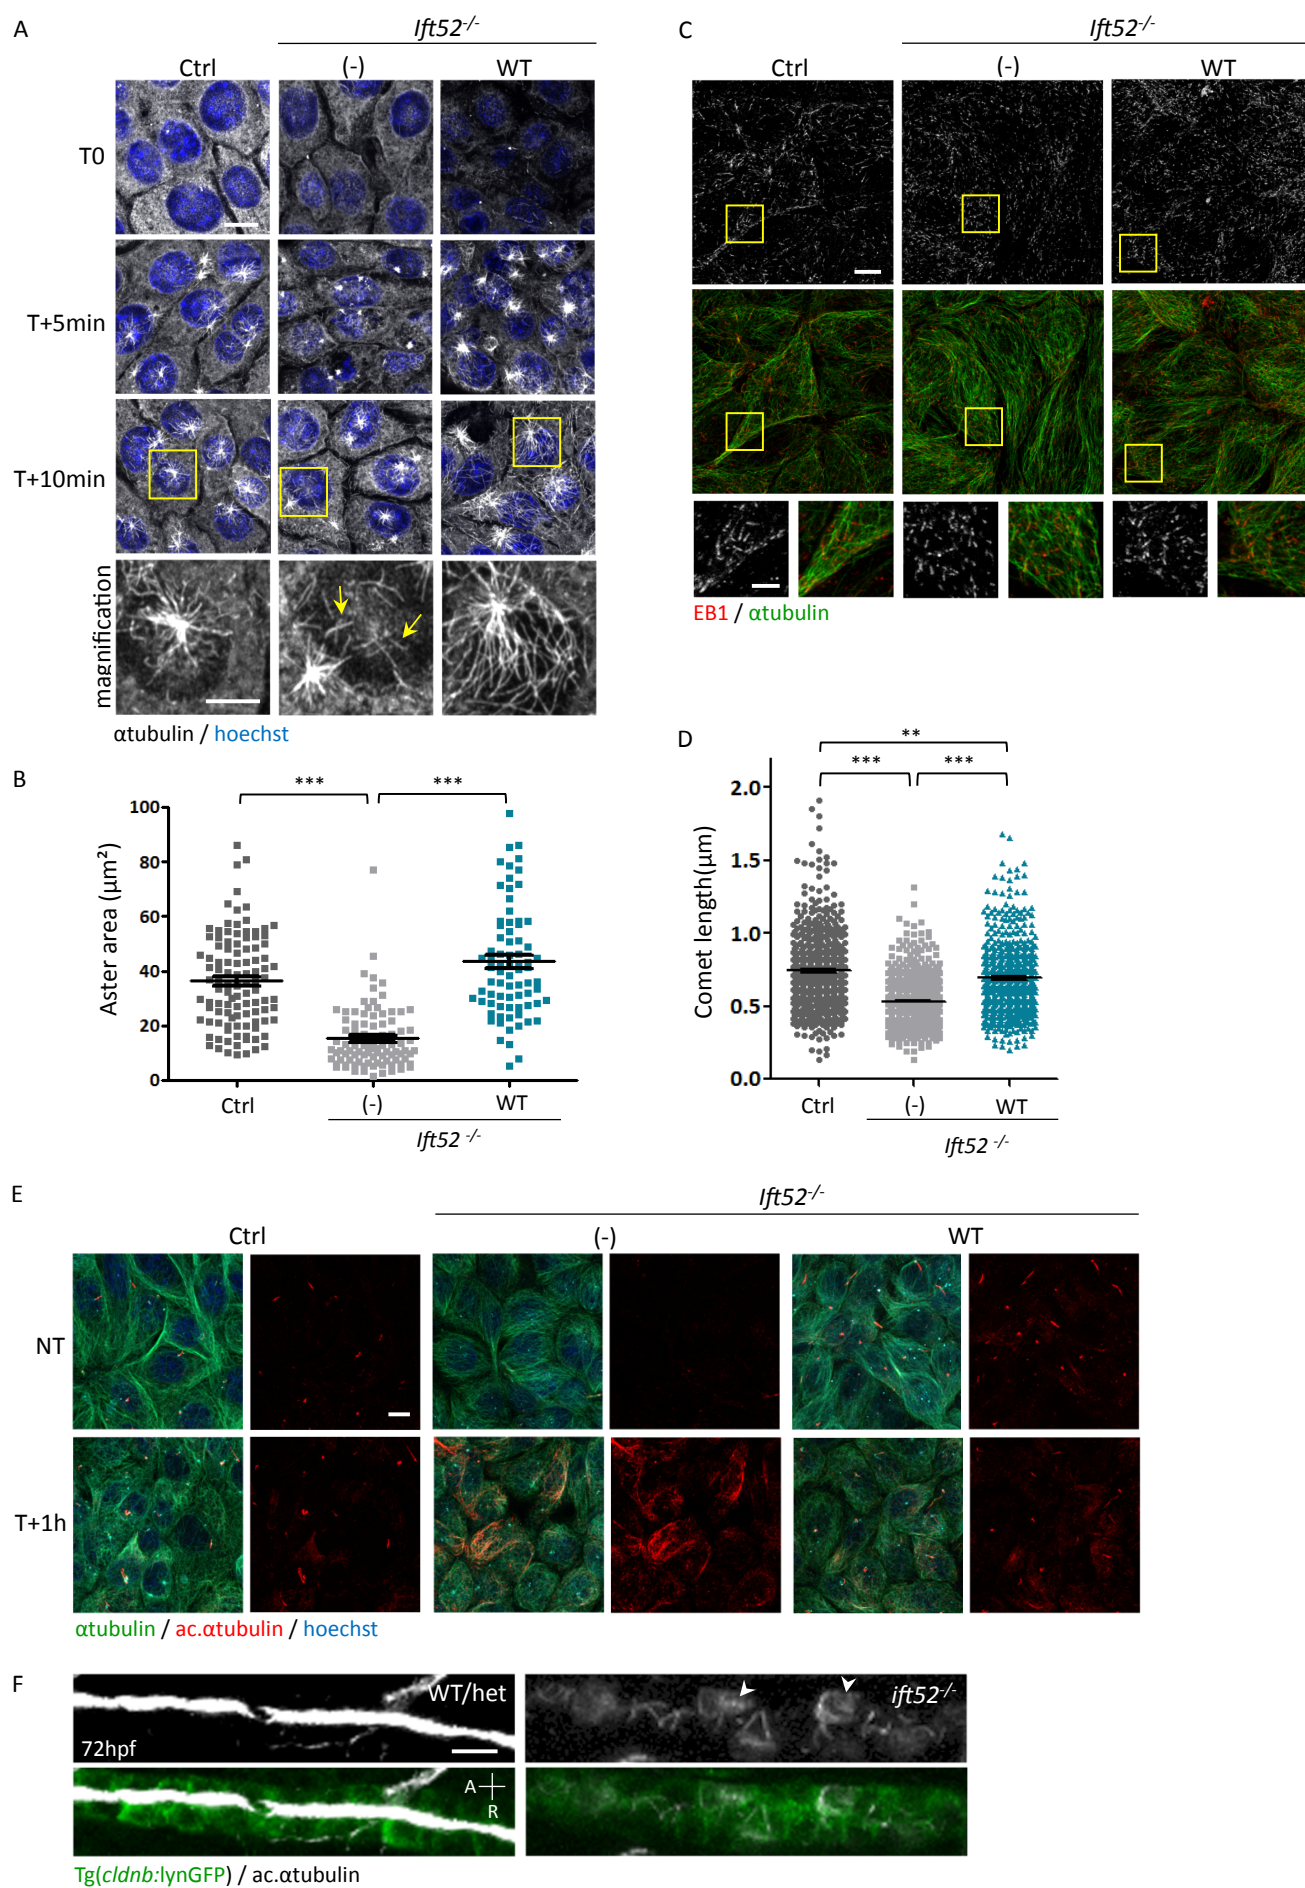 A
Ift52-/-
Ctrl (-) WT
T0
T+5min
T+10min
magnification
αtubulin / hoechst
B
*** ***
Aster area (µm²)
100
80
60
40
20
0
Ctrl (-) WT
Ift52 -/-
C
Ift52-/-
Ctrl (-) WT
EB1 / αtubulin
D
**
*** ***
Comet length(µm)
2.0
1.5
1.0
0.5
0.0
Ctrl (-) WT
Ift52 -/-
E
Ift52-/-
Ctrl (-) WT
NT
T+1h
αtubulin / ac.αtubulin / hoechst
F
WT/het
72hpf
ift52-/-
A
R
Tg(cldnb:lynGFP) / ac.αtubulin